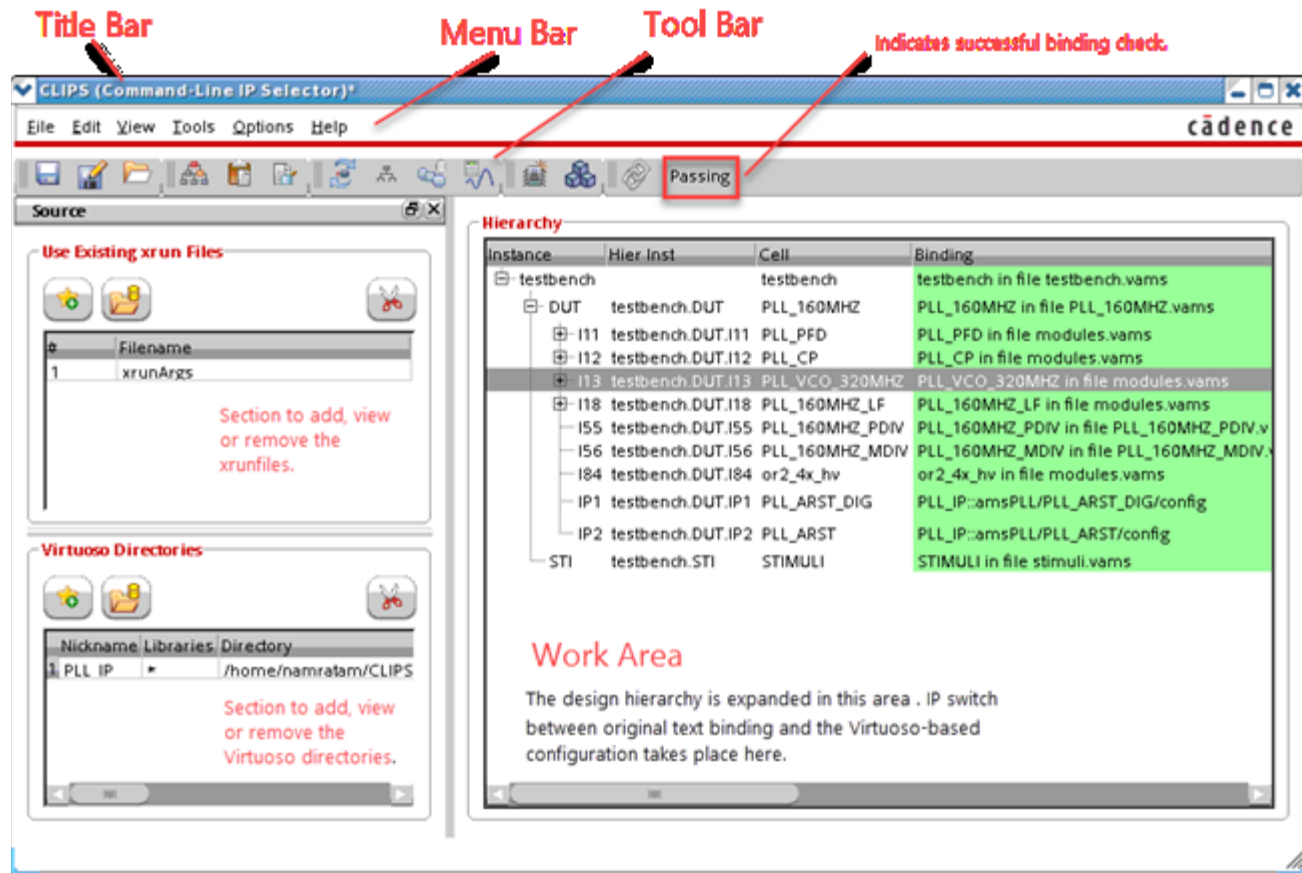 Title Bar
Menu Bar
Tool Bar
Indicates successful binding check.
CLIPS (Command-Line IP Selector)*
File Edit View Tools Options Help
cādence
Passing
Source
Use Existing xrun Files
# Filename
1 xrunArgs
Section to add, view
or remove the
xrunfiles.
Virtuoso Directories
Nickname Libraries Directory
1 PLL_IP * /home/namratam/CLIPS
Section to add, view
or remove the
Virtuoso directories.
Hierarchy
Instance Hier Inst Cell Binding
testbench testbench testbench in file testbench.vams
DUT testbench.DUT PLL_160MHZ PLL_160MHZ in file PLL_160MHZ.vams
I11 testbench.DUT.I11 PLL_PFD PLL_PFD in file modules.vams
I12 testbench.DUT.I12 PLL_CP PLL_CP in file modules.vams
I13 testbench.DUT.I13 PLL_VCO_320MHZ PLL_VCO_320MHZ in file modules.vams
I18 testbench.DUT.I18 PLL_160MHZ_LF PLL_160MHZ_LF in file modules.vams
I55 testbench.DUT.I55 PLL_160MHZ_PDIV PLL_160MHZ_PDIV in file PLL_160MHZ_PDIV.v
I56 testbench.DUT.I56 PLL_160MHZ_MDIV PLL_160MHZ_MDIV in file PLL_160MHZ_MDIV.v
I84 testbench.DUT.I84 or2_4x_hv or2_4x_hv in file modules.vams
IP1 testbench.DUT.IP1 PLL_ARST_DIG PLL_IP::amsPLL/PLL_ARST_DIG/config
IP2 testbench.DUT.IP2 PLL_ARST PLL_IP::amsPLL/PLL_ARST/config
STI testbench.STI STIMULI STIMULI in file stimuli.vams
Work Area
The design hierarchy is expanded in this area . IP switch
between original text binding and the Virtuoso-based
configuration takes place here.